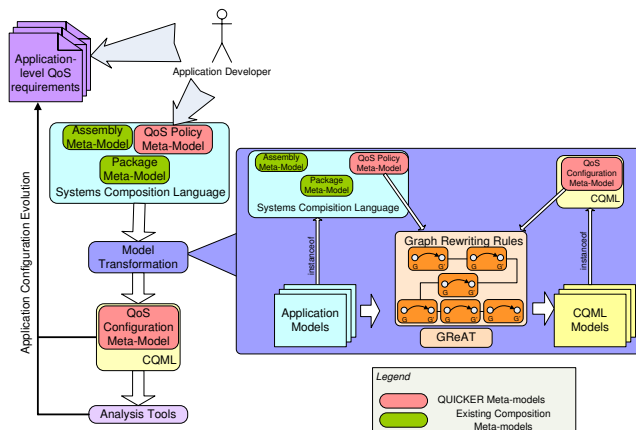 Application-
level QoS
requirements
Application Developer
Assembly
Meta-Model
QoS Policy
Meta-Model
Package
Meta-Model
Systems Composition Language
Application Configuration Evolution
Model
Transformation
QoS
Configuration
Meta-Model
CQML
Analysis Tools
Assembly
Meta-Model
QoS Policy
Meta-Model
Package
Meta-Model
Systems Compisition Language
QoS
Configuration
Meta-Model
CQML
instanceof
Graph Rewriting Rules
G G'
G G'
G G'
G G'
G G'
G G'
GReAT
instanceof
Application
Models
CQML
Models
Legend
QUICKER Meta-models
Existing Composition
Meta-models